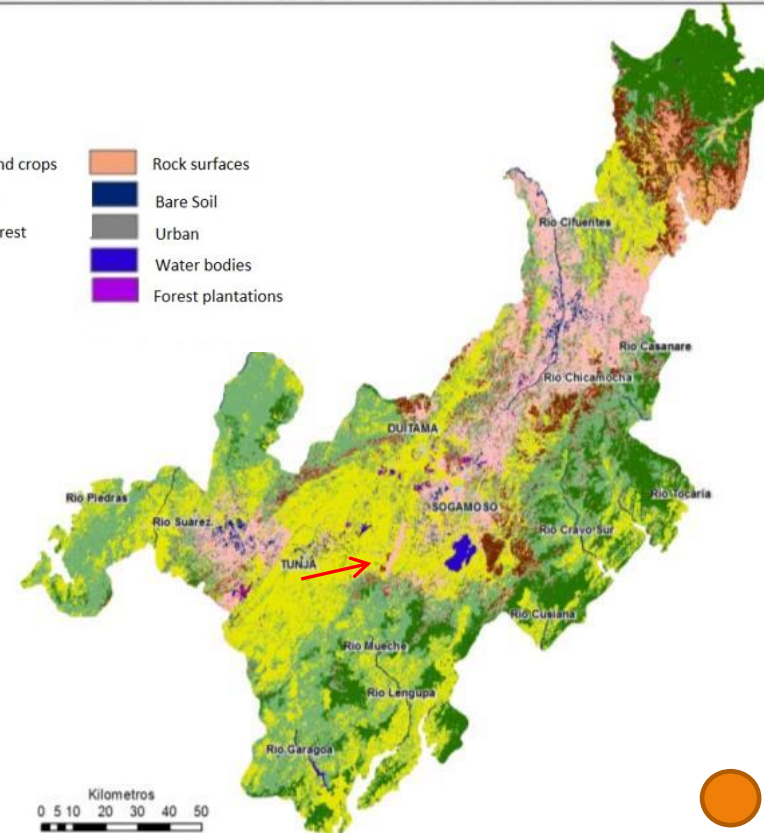 nd crops
Rock surfaces
Bare Soil
rest
Urban
Water bodies
Forest plantations
Rio Cifuentes
Rio Casanare
Rio Chicamocha
DUITAMA
Rio Piedras
Rio Tocaria
SOGAMOSO
Rio Suarez
Rio Cravo Sur
TUNJA
Rio Cusiana
Rio Mueche
Rio Lengupa
Rio Garagoa
Kilometros
0 5 10 20 30 40 50